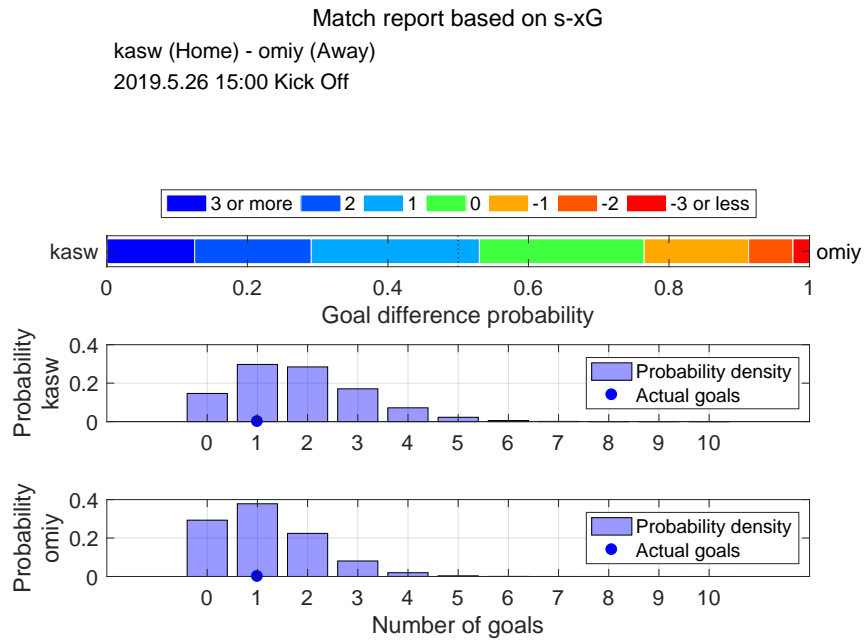 Match report based on s-xG
kasw (Home) - omiy (Away)
2019.5.26 15:00 Kick Off
3 or more 2 1 0 -1 -2 -3 or less
kasw omiy
0 0.2 0.4 0.6 0.8 1
Goal difference probability
Probability
kasw
0.4
0.2
0
Probability density
Actual goals
0 1 2 3 4 5 6 7 8 9 10
Probability
omiy
0.4
0.2
0
Probability density
Actual goals
0 1 2 3 4 5 6 7 8 9 10
Number of goals